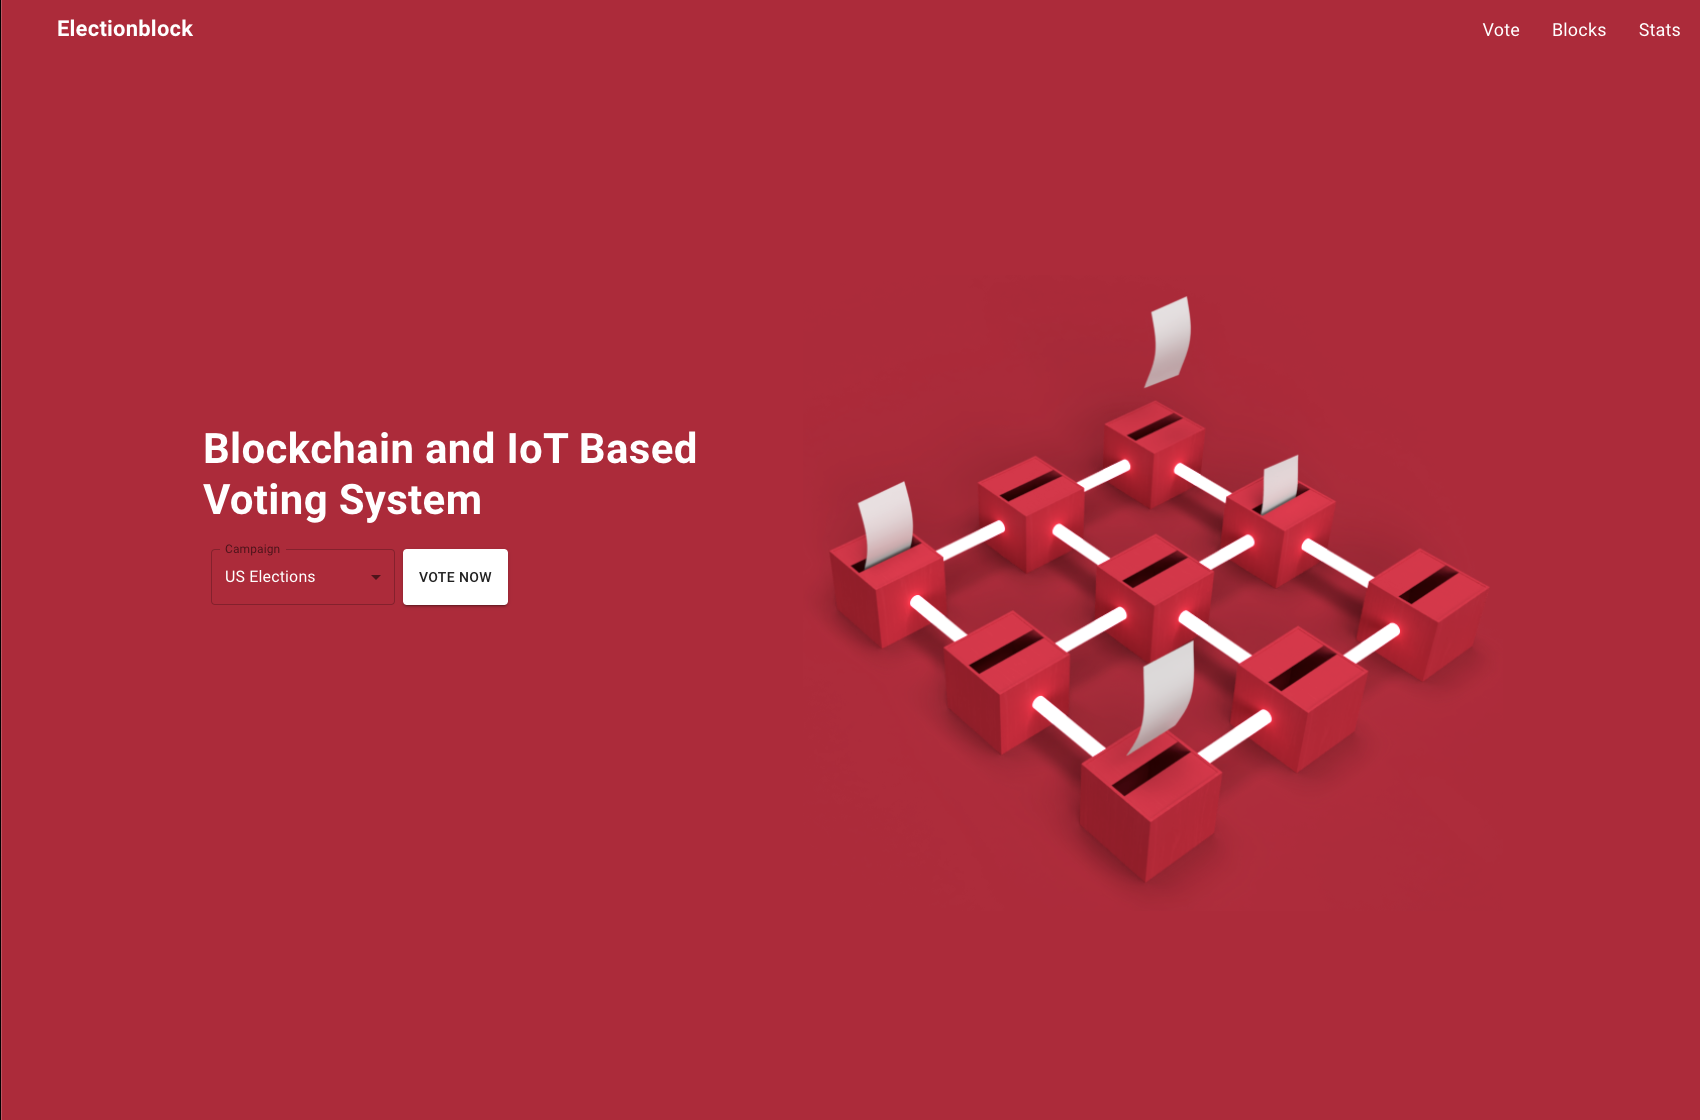 Electionblock
Vote Blocks Stats
Blockchain and IoT Based
Voting System
Campaign
US Elections
VOTE NOW